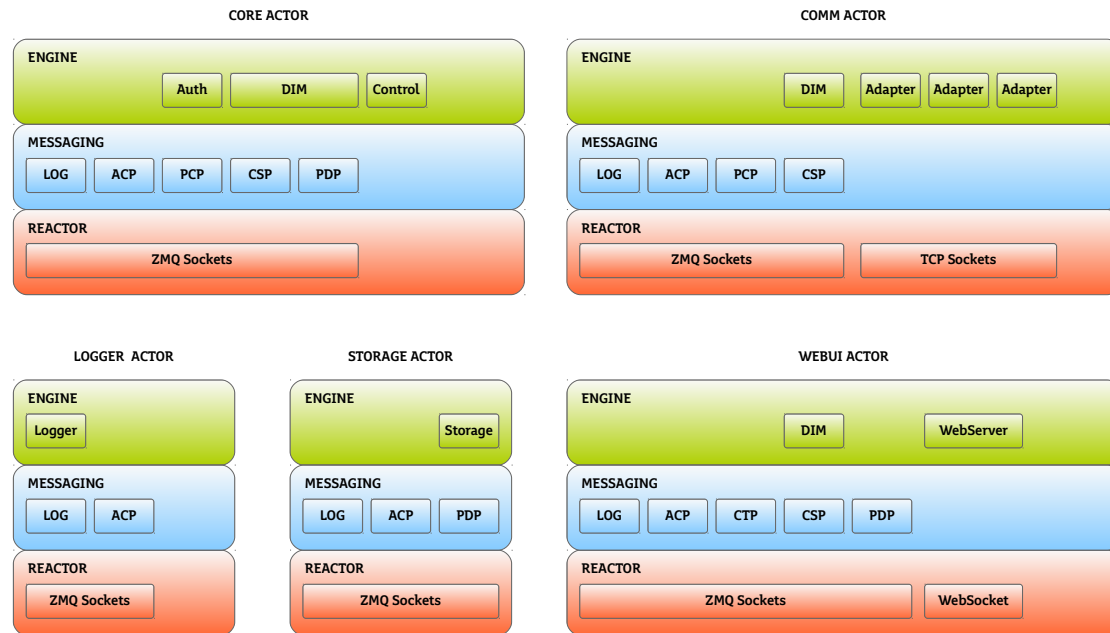 CORE ACTOR
ENGINE
Auth DIM Control
MESSAGING
LOG ACP PCP CSP PDP
REACTOR
ZMQ Sockets
COMM ACTOR
ENGINE
DIM Adapter Adapter Adapter
MESSAGING
LOG ACP PCP CSP
REACTOR
ZMQ Sockets TCP Sockets
LOGGER ACTOR
ENGINE
Logger
MESSAGING
LOG ACP
REACTOR
ZMQ Sockets
STORAGE ACTOR
ENGINE
Storage
MESSAGING
LOG ACP PDP
REACTOR
ZMQ Sockets
WEBUI ACTOR
ENGINE
DIM WebServer
MESSAGING
LOG ACP CTP CSP PDP
REACTOR
ZMQ Sockets WebSocket